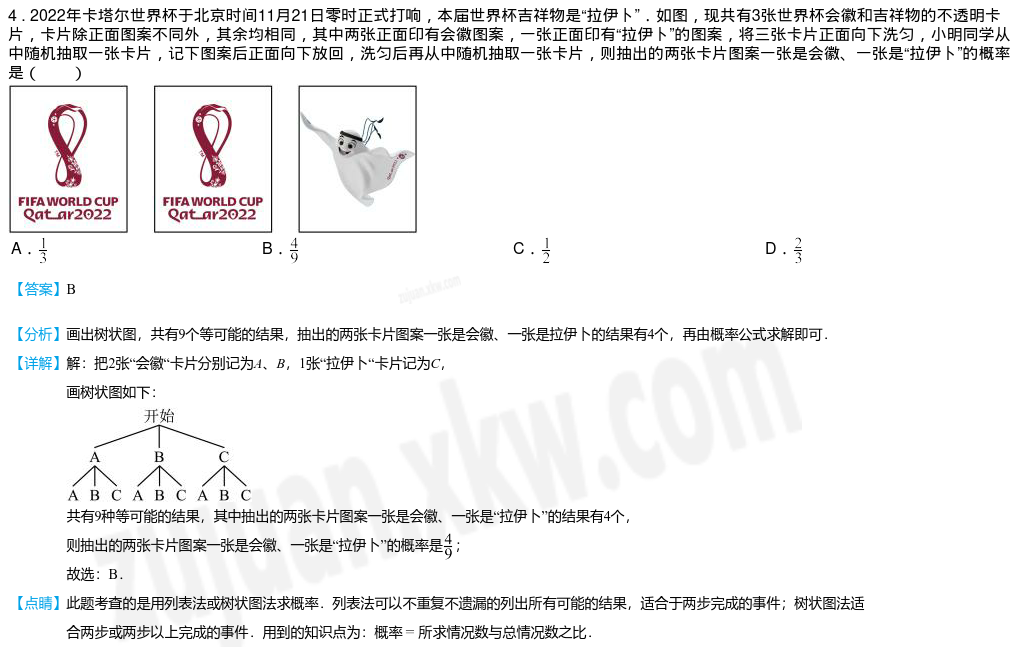 4．2022年卡塔尔世界杯于北京时间11月21日零时正式打响，本届世界杯吉祥物是“拉伊卜”．如图，现共有3张世界杯会徽和吉祥物的不透明卡
片，卡片除正面图案不同外，其余均相同，其中两张正面印有会徽图案，一张正面印有“拉伊卜”的图案，将三张卡片正面向下洗匀，小明同学从
中随机抽取一张卡片，记下图案后正面向下放回，洗匀后再从中随机抽取一张卡片，则抽出的两张卡片图案一张是会徽、一张是“拉伊卜”的概率
是（　　）
FIFA WORLD CUP FIFA WORLD CUP
Qatar2022 Qatar2022
A．1/3 B．4/9 C．1/2 D．2/3
【答案】B
【分析】画出树状图，共有9个等可能的结果，抽出的两张卡片图案一张是会徽、一张是拉伊卜的结果有4个，再由概率公式求解即可．
【详解】解：把2张“会徽“卡片分别记为A、B，1张“拉伊卜“卡片记为C，
画树状图如下：
开始
A B C
A B C A B C A B C
共有9种等可能的结果，其中抽出的两张卡片图案一张是会徽、一张是“拉伊卜”的结果有4个，
则抽出的两张卡片图案一张是会徽、一张是“拉伊卜”的概率是4/9；
故选：B．
【点睛】此题考查的是用列表法或树状图法求概率．列表法可以不重复不遗漏的列出所有可能的结果，适合于两步完成的事件；树状图法适
合两步或两步以上完成的事件．用到的知识点为：概率＝所求情况数与总情况数之比．
zujuan.xkw.com
zujuan.xkw.com